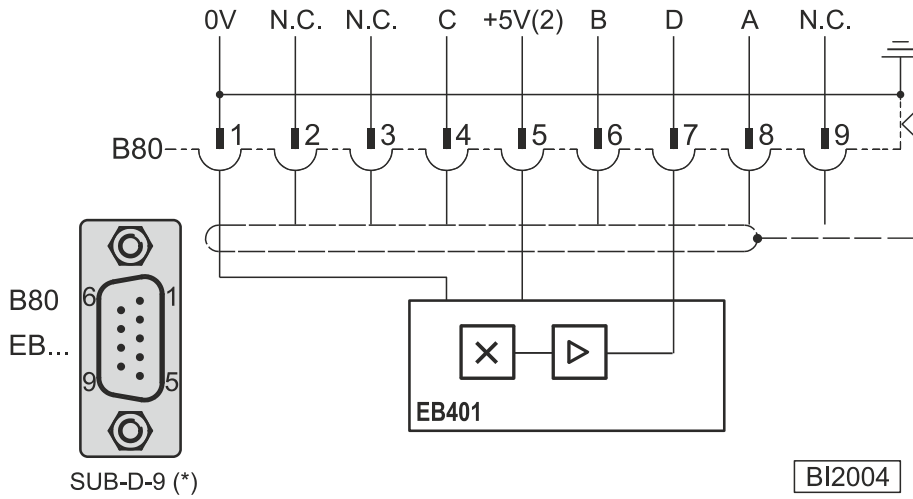 0V N.C. N.C. C +5V(2) B D A N.C.
B80 1 2 3 4 5 6 7 8 9
B80 6 1
EB...
9 5
EB401
SUB-D-9 (*)
BI2004